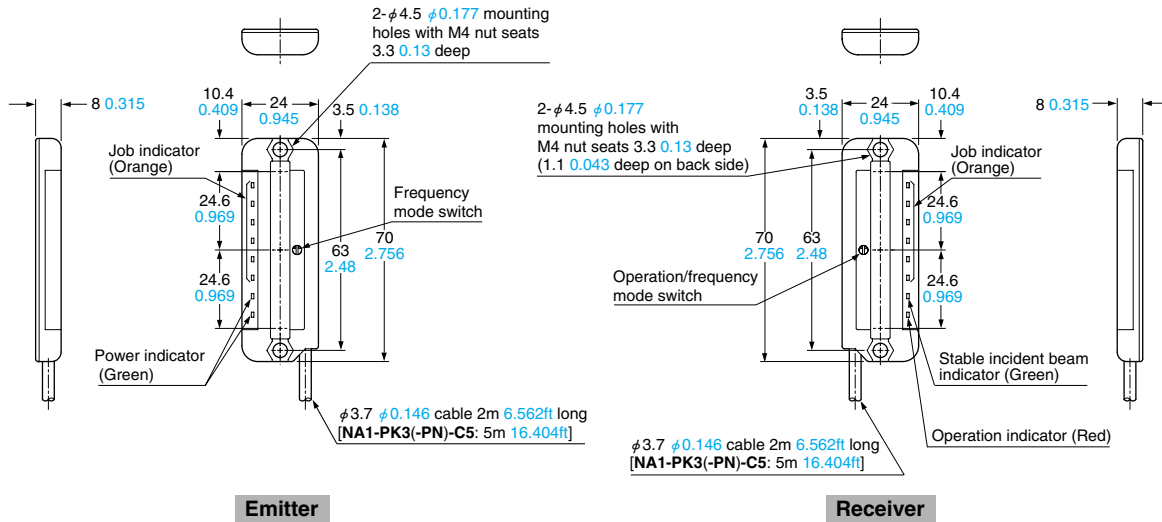 2-φ4.5 φ0.177 mounting
holes with M4 nut seats
3.3 0.13 deep
8 0.315
10.4
0.409
24
0.945
3.5 0.138
Job indicator
(Orange)
24.6
0.969
24.6
0.969
Frequency
mode switch
63
2.48
70
2.756
Power indicator
(Green)
φ3.7 φ0.146 cable 2m 6.562ft long
[NA1-PK3(-PN)-C5: 5m 16.404ft]
Emitter
2-φ4.5 φ0.177
mounting holes with
M4 nut seats 3.3 0.13 deep
(1.1 0.043 deep on back side)
3.5
0.138
24
0.945
10.4
0.409
8 0.315
Job indicator
(Orange)
24.6
0.969
24.6
0.969
70
2.756
63
2.48
Operation/frequency
mode switch
Stable incident beam
indicator (Green)
Operation indicator (Red)
φ3.7 φ0.146 cable 2m 6.562ft long
[NA1-PK3(-PN)-C5: 5m 16.404ft]
Receiver